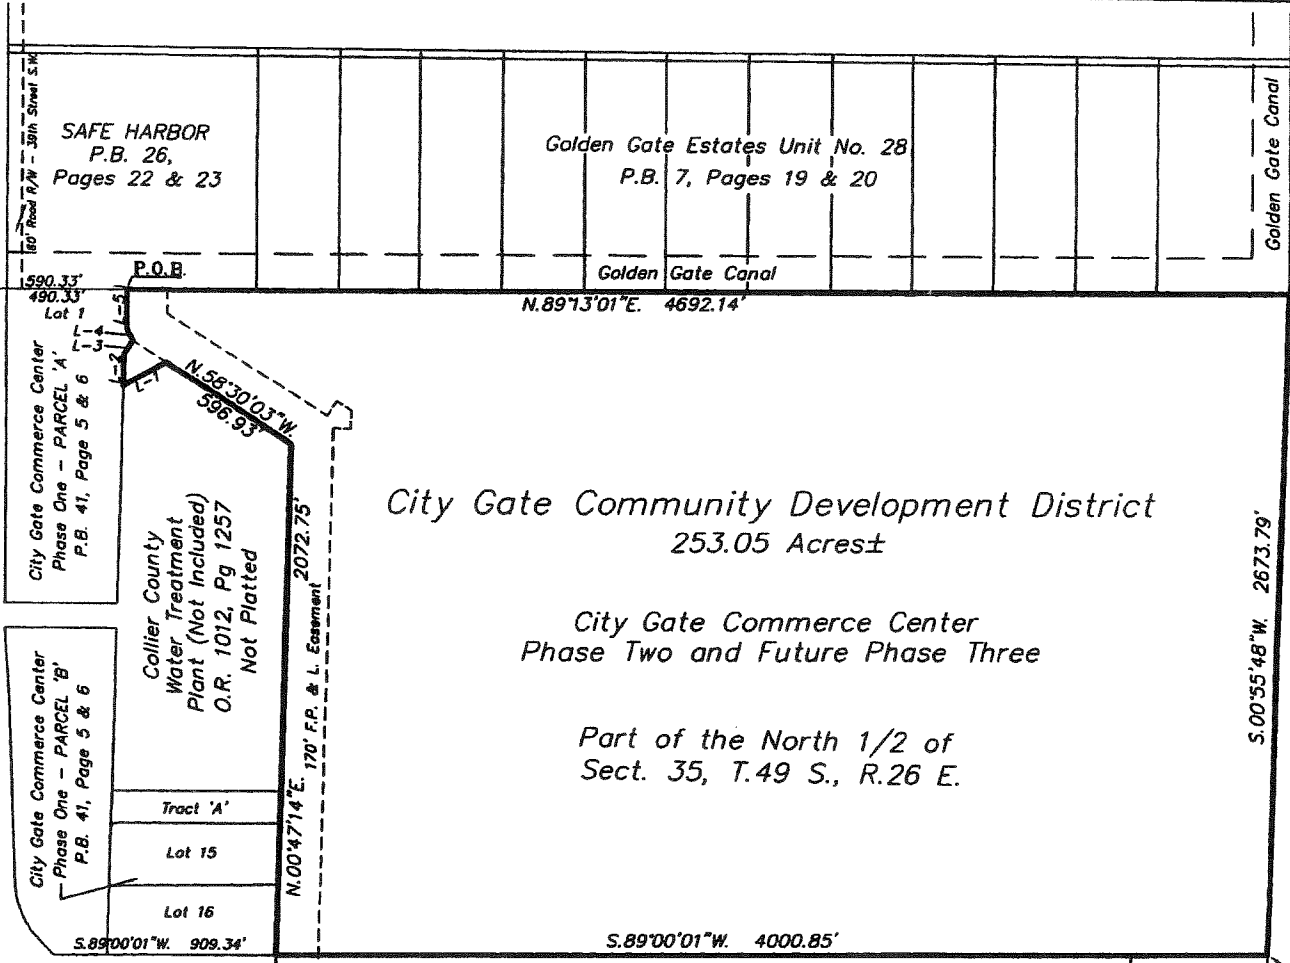 80' Road R/W - 39th Street S.W.
SAFE HARBOR
P.B. 26,
Pages 22 & 23
Golden Gate Estates Unit No. 28
P.B. 7, Pages 19 & 20
Golden Gate Canal
P.O.B.
Golden Gate Canal
590.33'
490.33'
Lot 1
N.89°13'01"E. 4692.14'
L-5
L-4
L-3
L-2
L-1
N.58°30'03"W.
596.93'
City Gate Commerce Center
Phase One - PARCEL 'A'
P.B. 41, Page 5 & 6
Collier County
Water Treatment
Plant (Not Included)
O.R. 1012, Pg 1257
Not Platted
N.00°47'14"E. 2072.75'
170' F.P. & L. Easement
City Gate Community Development District
253.05 Acres±
City Gate Commerce Center
Phase Two and Future Phase Three
Part of the North 1/2 of
Sect. 35, T.49 S., R.26 E.
S.00°55'48"W. 2673.79'
City Gate Commerce Center
Phase One - PARCEL 'B'
P.B. 41, Page 5 & 6
Tract 'A'
Lot 15
Lot 16
S.89°00'01"W. 909.34'
S.89°00'01"W. 4000.85'